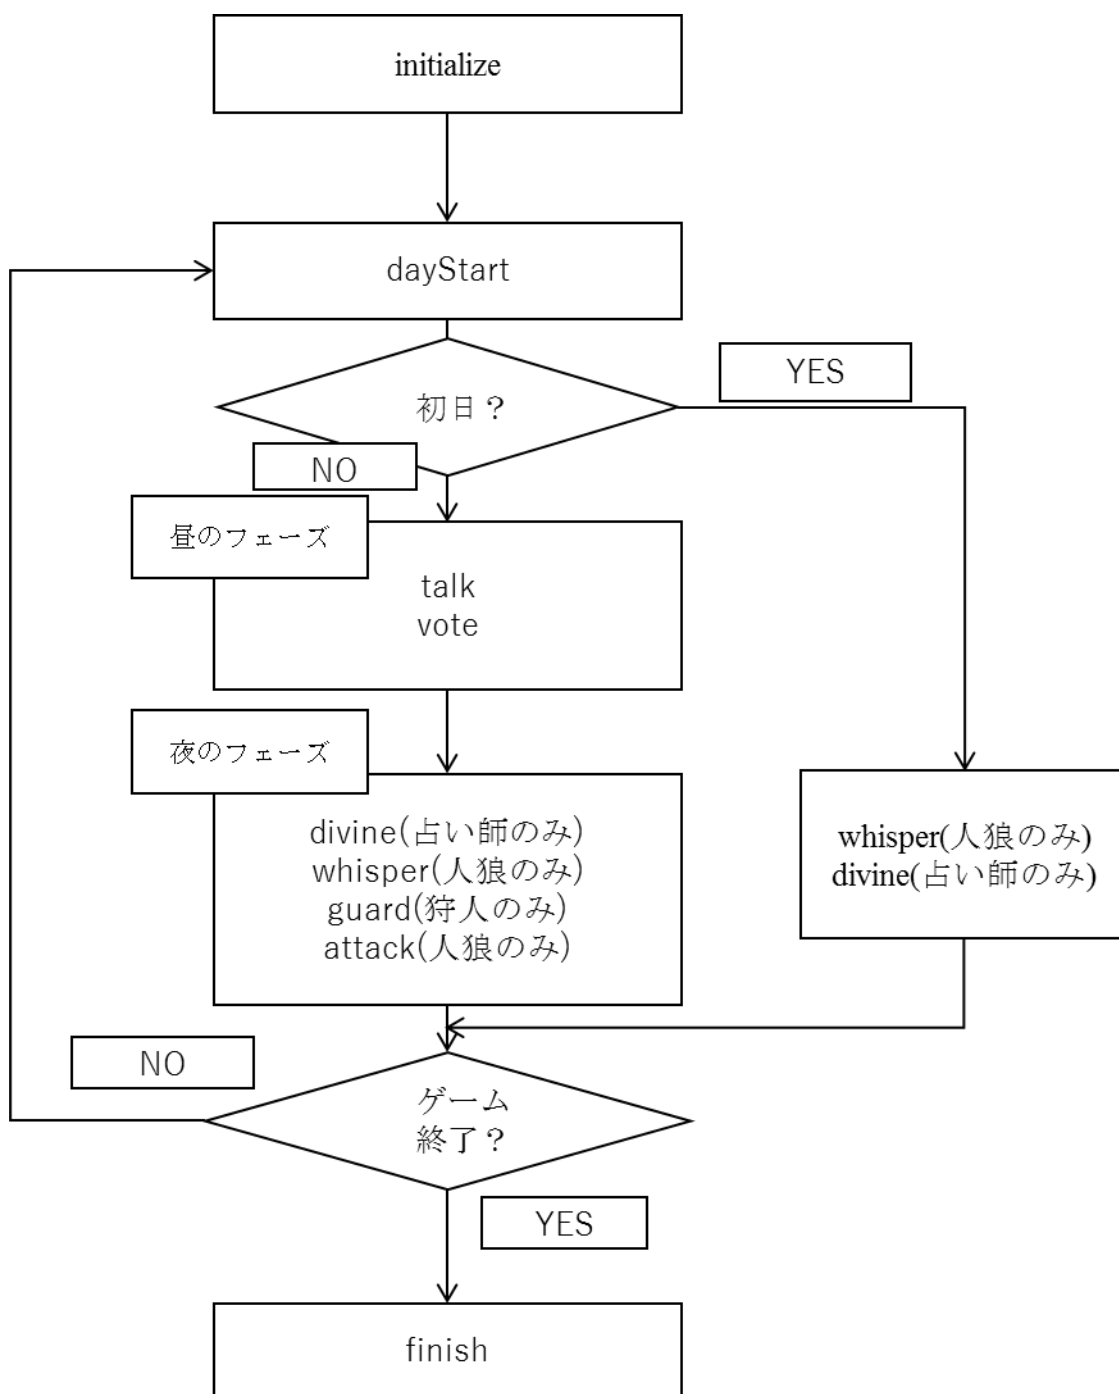 initialize
dayStart
初日？
YES
NO
昼のフェーズ
talk
vote
夜のフェーズ
divine(占い師のみ)
whisper(人狼のみ)
guard(狩人のみ)
attack(人狼のみ)
whisper(人狼のみ)
divine(占い師のみ)
NO
ゲーム
終了？
YES
finish